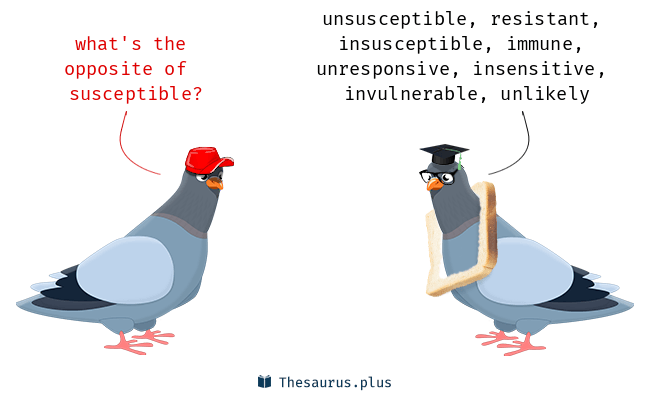 what's the
opposite of
susceptible?
unsusceptible, resistant,
insusceptible, immune,
unresponsive, insensitive,
invulnerable, unlikely
Thesaurus.plus